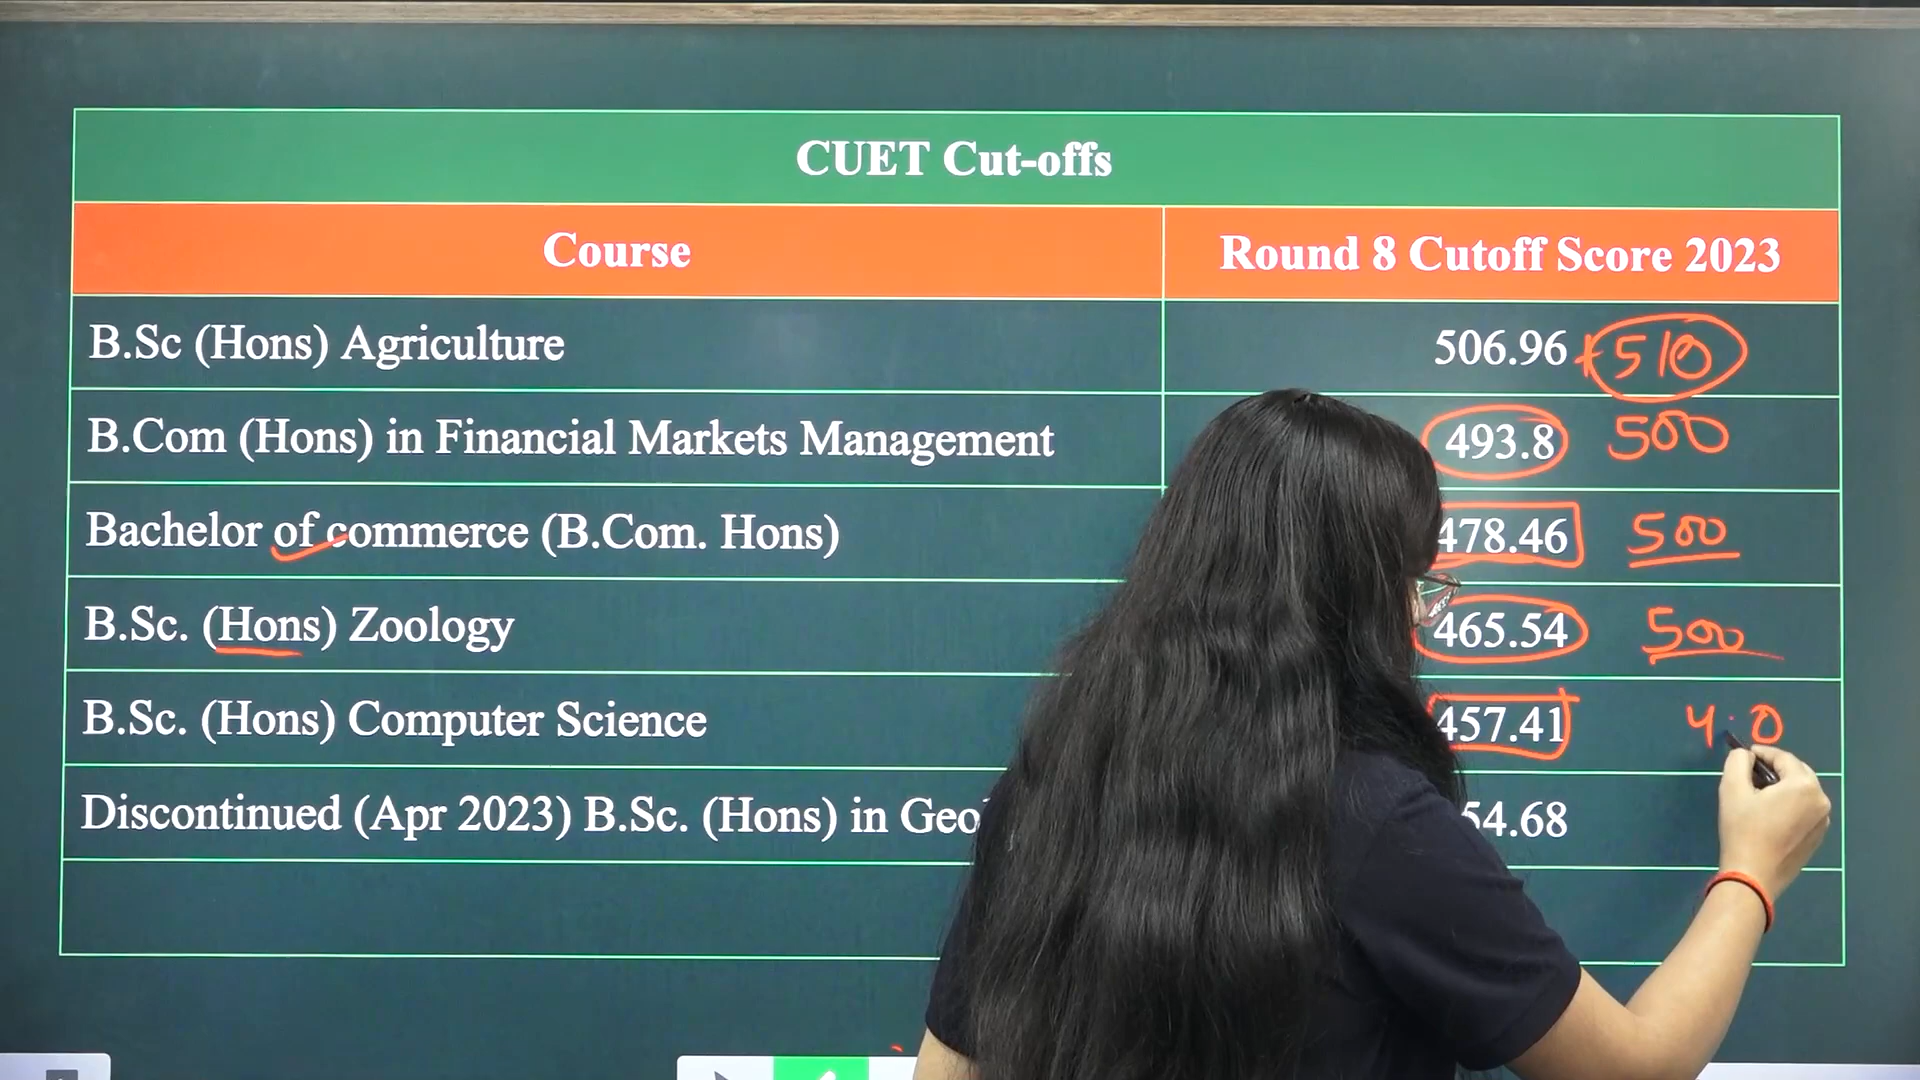 CUET Cut-offs
Course Round 8 Cutoff Score 2023
B.Sc (Hons) Agriculture 506.96 510
B.Com (Hons) in Financial Markets Management 493.8 500
Bachelor of commerce (B.Com. Hons) 478.46 500
B.Sc. (Hons) Zoology 465.54 500
B.Sc. (Hons) Computer Science 457.41
Discontinued (Apr 2023) B.Sc. (Hons) in